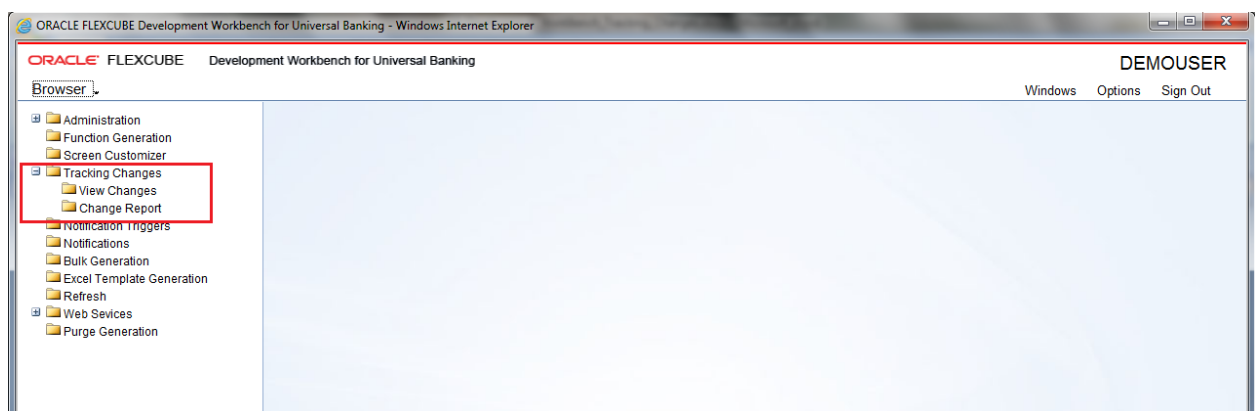 ORACLE FLEXCUBE Development Workbench for Universal Banking - Windows Internet Explorer
ORACLE FLEXCUBE Development Workbench for Universal Banking DEMOUSER
Browser Windows Options Sign Out
Administration
Function Generation
Screen Customizer
Tracking Changes
View Changes
Change Report
Notification Triggers
Notifications
Bulk Generation
Excel Template Generation
Refresh
Web Sevices
Purge Generation